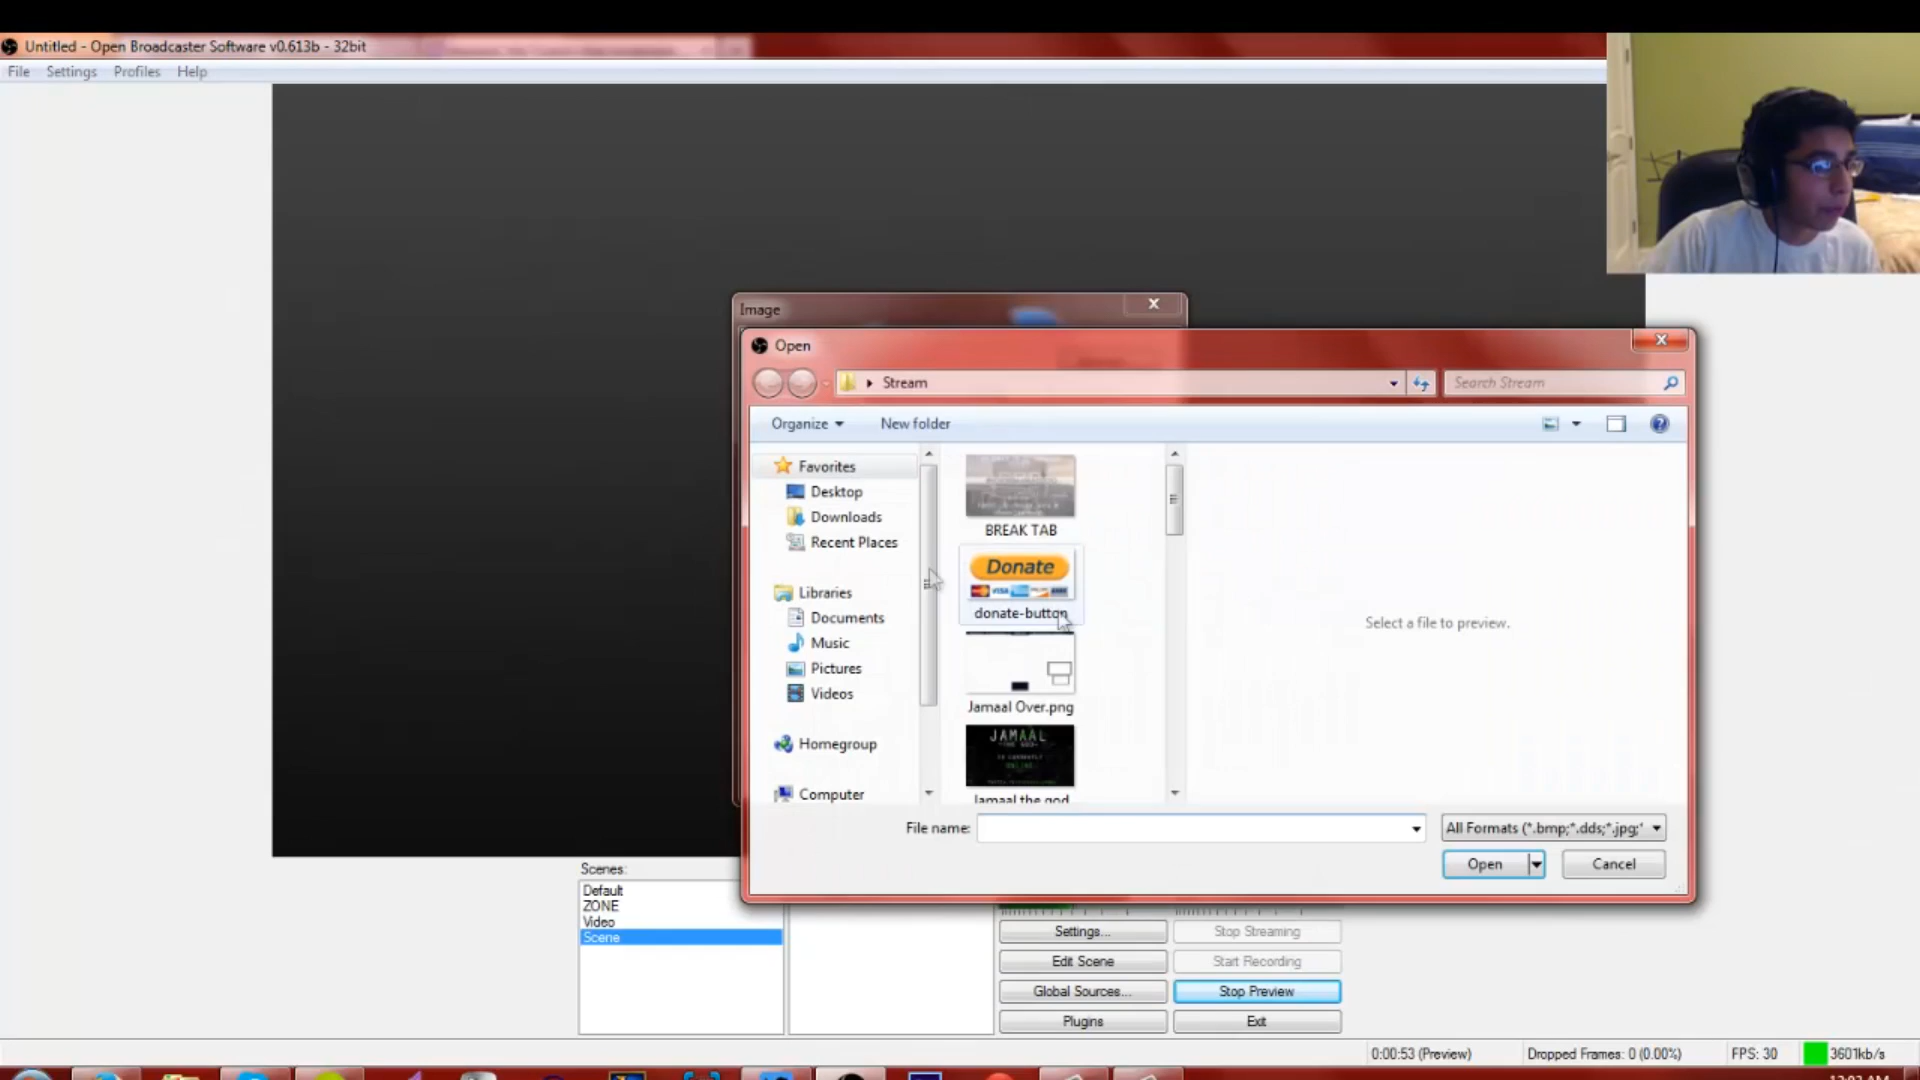 Untitled - Open Broadcaster Software v0.613b - 32bit
File Settings Profiles Help
Image
Open
Stream
Search Stream
Organize New folder
Favorites
Desktop
Downloads
Recent Places
Libraries
Documents
Music
Pictures
Videos
Homegroup
Computer
BREAK TAB
Donate
VISA
donate-button
Jamaal Over.png
JAMAAL
Jamaal the god
Select a file to preview.
File name:
All Formats (*.bmp;*.dds;*.jpg;*
Open Cancel
Scenes:
Default
ZONE
Video
Scene
Settings... Stop Streaming
Edit Scene Start Recording
Global Sources... Stop Preview
Plugins Exit
0:00:53 (Preview) Dropped Frames: 0 (0.00%) FPS: 30 3601kb/s